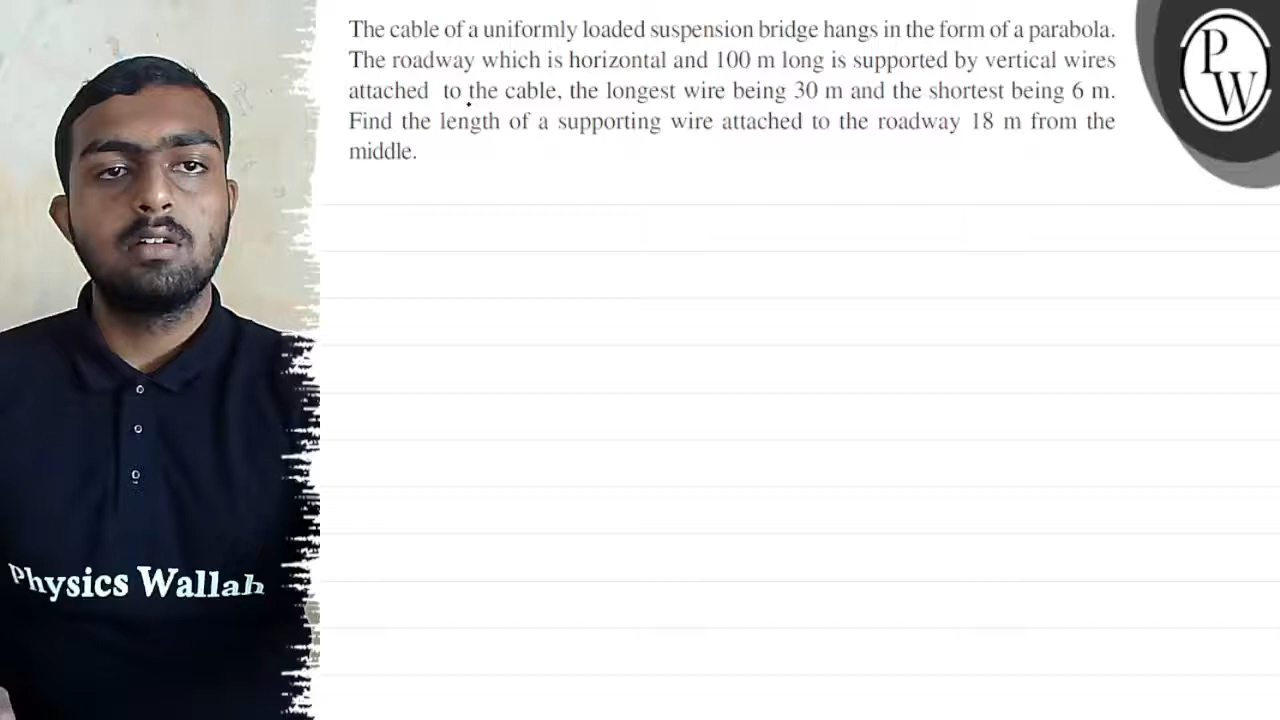 The cable of a uniformly loaded suspension bridge hangs in the form of a parabola.
The roadway which is horizontal and 100 m long is supported by vertical wires
attached to the cable, the longest wire being 30 m and the shortest being 6 m.
Find the length of a supporting wire attached to the roadway 18 m from the
middle.
P
W
Physics Wallah